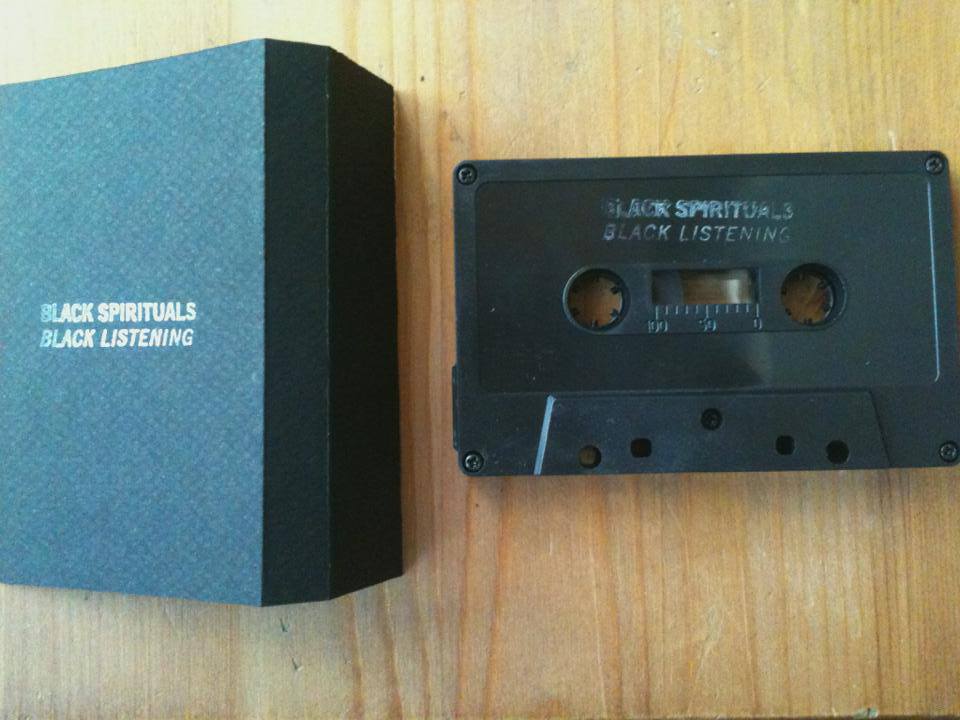 BLACK SPIRITUALS
BLACK LISTENING
BLACK SPIRITUALS
BLACK LISTENING
100 50 0